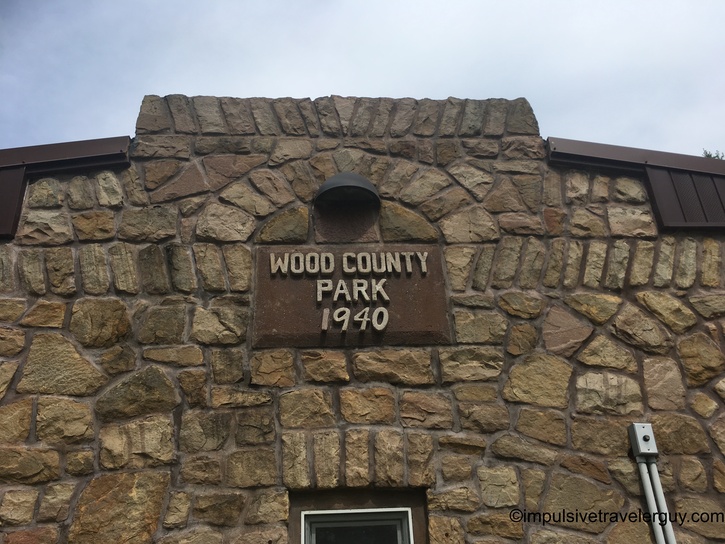 WOOD COUNTY
PARK
1940
©impulsivetravelerguy.com